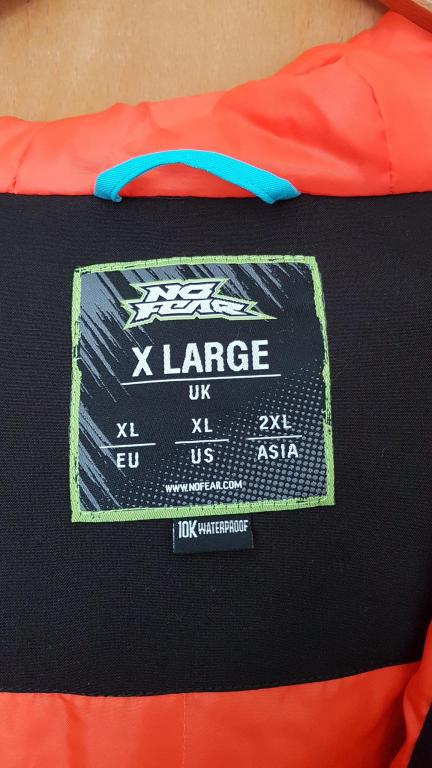 NO
FEAR
X LARGE
UK
XL XL 2XL
EU US ASIA
WWW.NOFEAR.COM
10K WATERPROOF